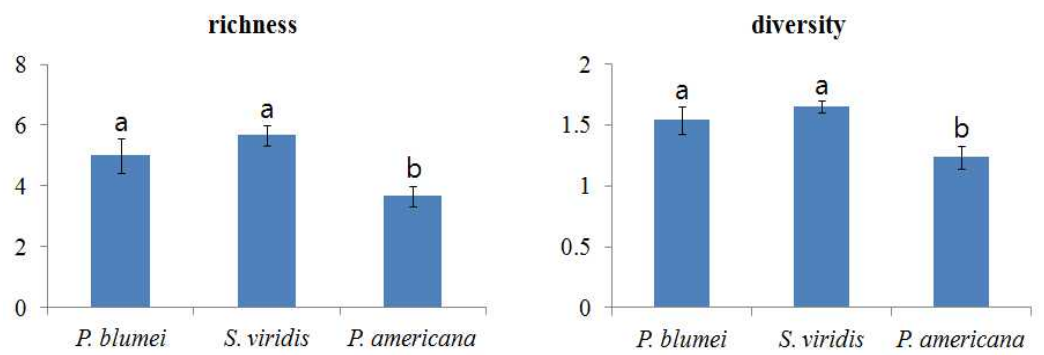 richness
8
6
4
2
0
a
a
b
P. blumei
S. viridis
P. americana
diversity
2
1.5
1
0.5
0
a
a
b
P. blumei
S. viridis
P. americana